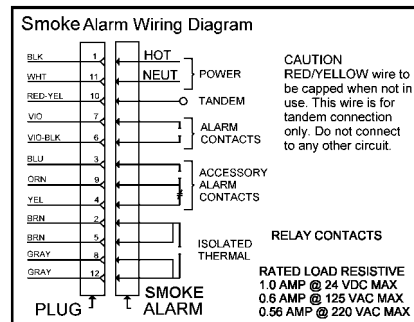 Smoke Alarm Wiring Diagram
BLK 1 HOT
WHT 11 NEUT POWER
RED-YEL 10 TANDEM
VIO 7
VIO-BLK 6
ALARM
CONTACTS
BLU 3
ORN 9
YEL 4
ACCESSORY
ALARM
CONTACTS
BRN 2
BRN 5
GRAY 8
GRAY 12
ISOLATED
THERMAL
PLUG
SMOKE
ALARM
CAUTION
RED/YELLOW wire to
be capped when not in
use. This wire is for
tandem connection
only. Do not connect
to any other circuit.
RELAY CONTACTS
RATED LOAD RESISTIVE
1.0 AMP @ 24 VDC MAX
0.6 AMP @ 125 VAC MAX
0.56 AMP @ 220 VAC MAX